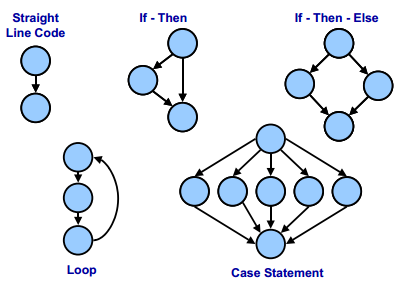 Straight
Line Code
If - Then
If - Then - Else
Loop
Case Statement